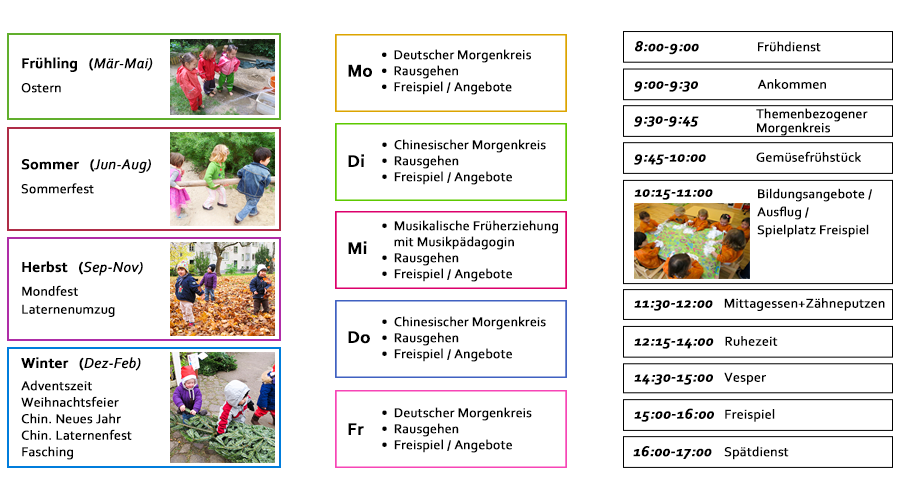 Frühling (Mär-Mai)
Ostern
Sommer (Jun-Aug)
Sommerfest
Herbst (Sep-Nov)
Mondfest
Laternenumzug
Winter (Dez-Feb)
Adventszeit
Weihnachtsfeier
Chin. Neues Jahr
Chin. Laternenfest
Fasching
Mo
• Deutscher Morgenkreis
• Rausgehen
• Freispiel / Angebote
Di
• Chinesischer Morgenkreis
• Rausgehen
• Freispiel / Angebote
Mi
• Musikalische Früherziehung
mit Musikpädagogin
• Rausgehen
• Freispiel / Angebote
Do
• Chinesischer Morgenkreis
• Rausgehen
• Freispiel / Angebote
Fr
• Deutscher Morgenkreis
• Rausgehen
• Freispiel / Angebote
8:00-9:00 Frühdienst
9:00-9:30 Ankommen
9:30-9:45 Themenbezogener
Morgenkreis
9:45-10:00 Gemüsefrühstück
10:15-11:00 Bildungsangebote /
Ausflug /
Spielplatz Freispiel
11:30-12:00 Mittagessen+Zähneputzen
12:15-14:00 Ruhezeit
14:30-15:00 Vesper
15:00-16:00 Freispiel
16:00-17:00 Spätdienst